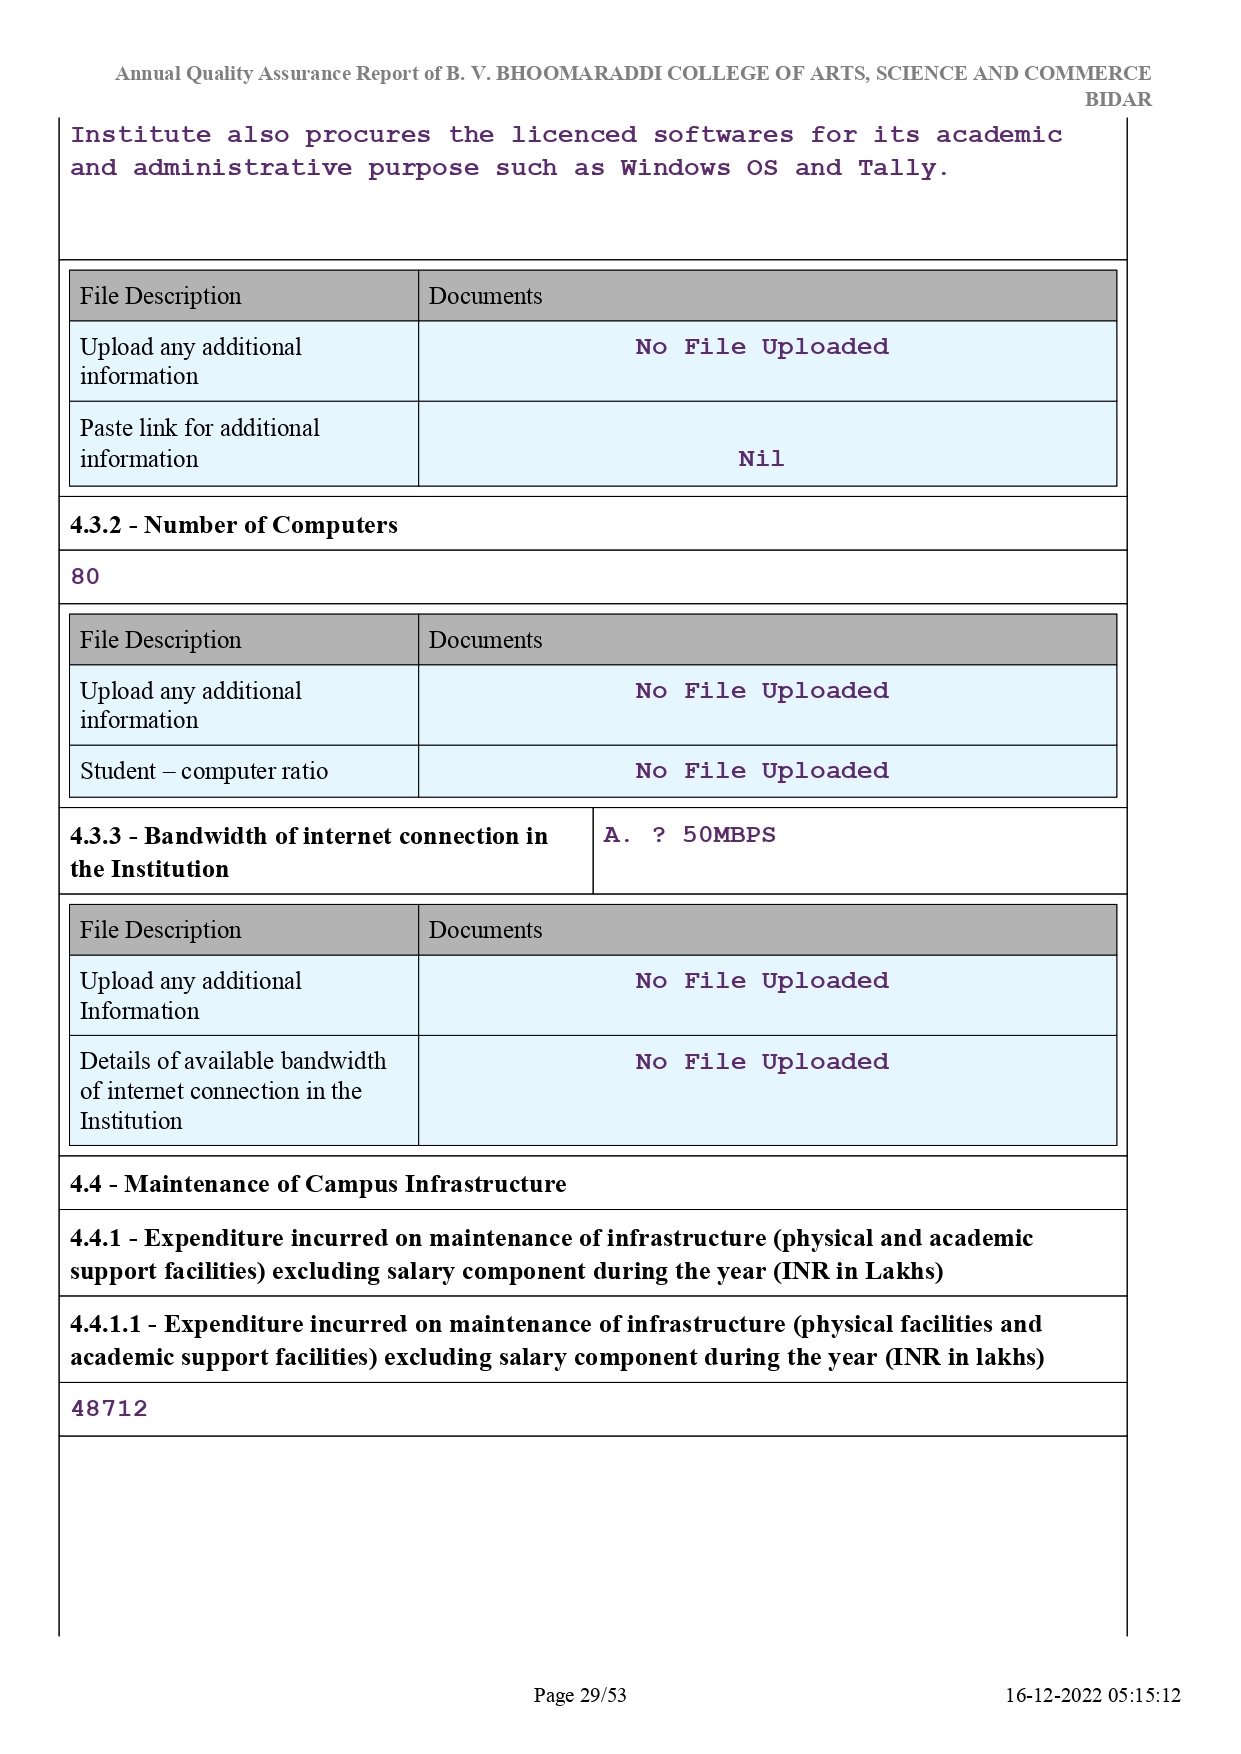 Annual Quality Assurance Report of B. V. BHOOMARADDI COLLEGE OF ARTS, SCIENCE AND COMMERCE
BIDAR
Institute also procures the licenced softwares for its academic
and administrative purpose such as Windows OS and Tally.
File Description Documents
Upload any additional No File Uploaded
information
Paste link for additional
information Nil
4.3.2 - Number of Computers
80
File Description Documents
Upload any additional No File Uploaded
information
Student – computer ratio No File Uploaded
4.3.3 - Bandwidth of internet connection in A. ? 50MBPS
the Institution
File Description Documents
Upload any additional No File Uploaded
Information
Details of available bandwidth No File Uploaded
of internet connection in the
Institution
4.4 - Maintenance of Campus Infrastructure
4.4.1 - Expenditure incurred on maintenance of infrastructure (physical and academic
support facilities) excluding salary component during the year (INR in Lakhs)
4.4.1.1 - Expenditure incurred on maintenance of infrastructure (physical facilities and
academic support facilities) excluding salary component during the year (INR in lakhs)
48712
Page 29/53 16-12-2022 05:15:12